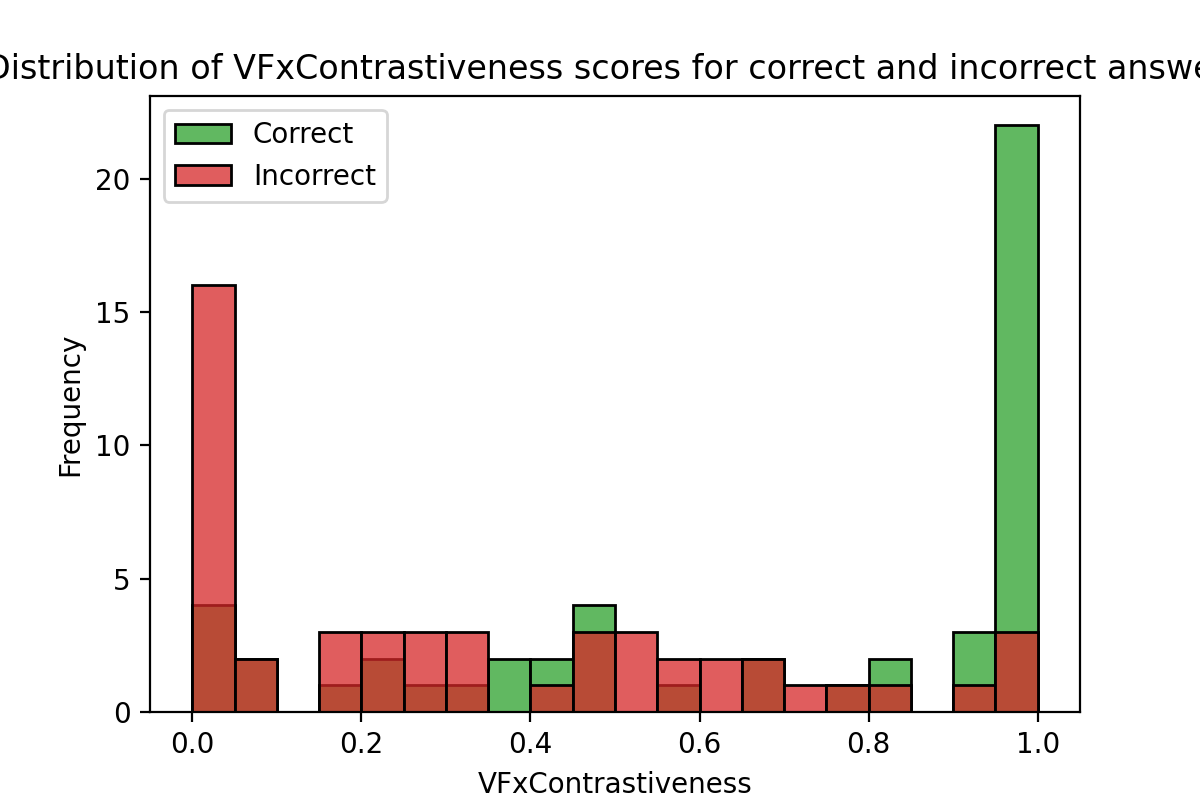 Distribution of VFxContrastiveness scores for correct and incorrect answe
Correct
Incorrect
Frequency
20
15
10
5
0
0.0 0.2 0.4 0.6 0.8 1.0
VFxContrastiveness